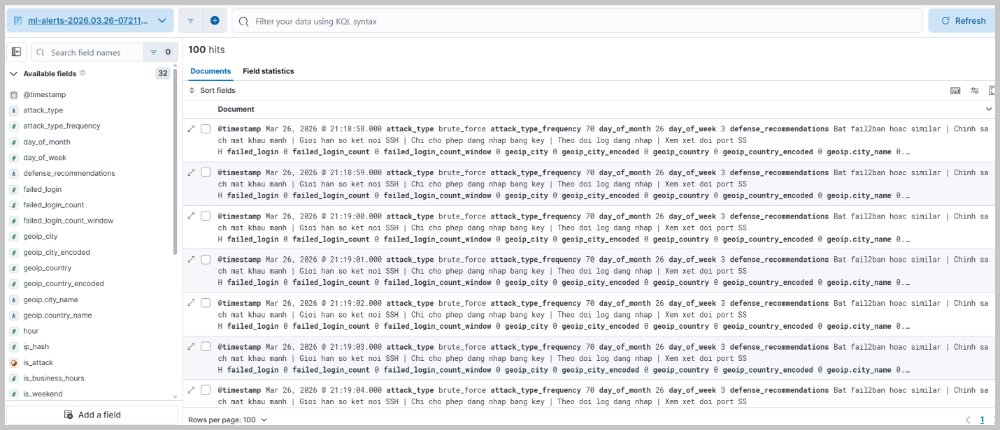 ml-alerts-2026.03.26-07211...
Filter your data using KQL syntax
Refresh
Search field names
0
Available fields
32
@timestamp
attack_type
attack_type_frequency
day_of_month
day_of_week
defense_recommendations
failed_login
failed_login_count
failed_login_count_window
geoip_city
geoip_city_encoded
geoip_country
geoip_country_encoded
geoip.city_name
geoip.country_name
hour
ip_hash
is_attack
is_business_hours
is_weekend
Add a field
100 hits
Documents Field statistics
Sort fields
Document
@timestamp Mar 26, 2026 @ 21:18:58.000 attack_type brute_force attack_type_frequency 70 day_of_month 26 day_of_week 3 defense_recommendations Bat fail2ban hoac similar | Chinh sa
ch mat khau manh | Gioi han so ket noi SSH | Chi cho phep dang nhap bang key | Theo doi log dang nhap | Xem xet doi port SS
H failed_login 0 failed_login_count 0 failed_login_count_window 0 geoip_city 0 geoip_city_encoded 0 geoip_country 0 geoip_country_encoded 0 geoip.city_name 0.…
@timestamp Mar 26, 2026 @ 21:18:59.000 attack_type brute_force attack_type_frequency 70 day_of_month 26 day_of_week 3 defense_recommendations Bat fail2ban hoac similar | Chinh sa
ch mat khau manh | Gioi han so ket noi SSH | Chi cho phep dang nhap bang key | Theo doi log dang nhap | Xem xet doi port SS
H failed_login 0 failed_login_count 0 failed_login_count_window 0 geoip_city 0 geoip_city_encoded 0 geoip_country 0 geoip_country_encoded 0 geoip.city_name 0.…
@timestamp Mar 26, 2026 @ 21:19:00.000 attack_type brute_force attack_type_frequency 70 day_of_month 26 day_of_week 3 defense_recommendations Bat fail2ban hoac similar | Chinh sa
ch mat khau manh | Gioi han so ket noi SSH | Chi cho phep dang nhap bang key | Theo doi log dang nhap | Xem xet doi port SS
H failed_login 0 failed_login_count 0 failed_login_count_window 0 geoip_city 0 geoip_city_encoded 0 geoip_country 0 geoip_country_encoded 0 geoip.city_name 0.…
@timestamp Mar 26, 2026 @ 21:19:01.000 attack_type brute_force attack_type_frequency 70 day_of_month 26 day_of_week 3 defense_recommendations Bat fail2ban hoac similar | Chinh sa
ch mat khau manh | Gioi han so ket noi SSH | Chi cho phep dang nhap bang key | Theo doi log dang nhap | Xem xet doi port SS
H failed_login 0 failed_login_count 0 failed_login_count_window 0 geoip_city 0 geoip_city_encoded 0 geoip_country 0 geoip_country_encoded 0 geoip.city_name 0.…
@timestamp Mar 26, 2026 @ 21:19:02.000 attack_type brute_force attack_type_frequency 70 day_of_month 26 day_of_week 3 defense_recommendations Bat fail2ban hoac similar | Chinh sa
ch mat khau manh | Gioi han so ket noi SSH | Chi cho phep dang nhap bang key | Theo doi log dang nhap | Xem xet doi port SS
H failed_login 0 failed_login_count 0 failed_login_count_window 0 geoip_city 0 geoip_city_encoded 0 geoip_country 0 geoip_country_encoded 0 geoip.city_name 0.…
@timestamp Mar 26, 2026 @ 21:19:03.000 attack_type brute_force attack_type_frequency 70 day_of_month 26 day_of_week 3 defense_recommendations Bat fail2ban hoac similar | Chinh sa
ch mat khau manh | Gioi han so ket noi SSH | Chi cho phep dang nhap bang key | Theo doi log dang nhap | Xem xet doi port SS
H failed_login 0 failed_login_count 0 failed_login_count_window 0 geoip_city 0 geoip_city_encoded 0 geoip_country 0 geoip_country_encoded 0 geoip.city_name 0.…
@timestamp Mar 26, 2026 @ 21:19:04.000 attack_type brute_force attack_type_frequency 70 day_of_month 26 day_of_week 3 defense_recommendations Bat fail2ban hoac similar | Chinh sa
ch mat khau manh | Gioi han so ket noi SSH | Chi cho phep dang nhap bang key | Theo doi log dang nhap | Xem xet doi port SS
Rows per page: 100
1